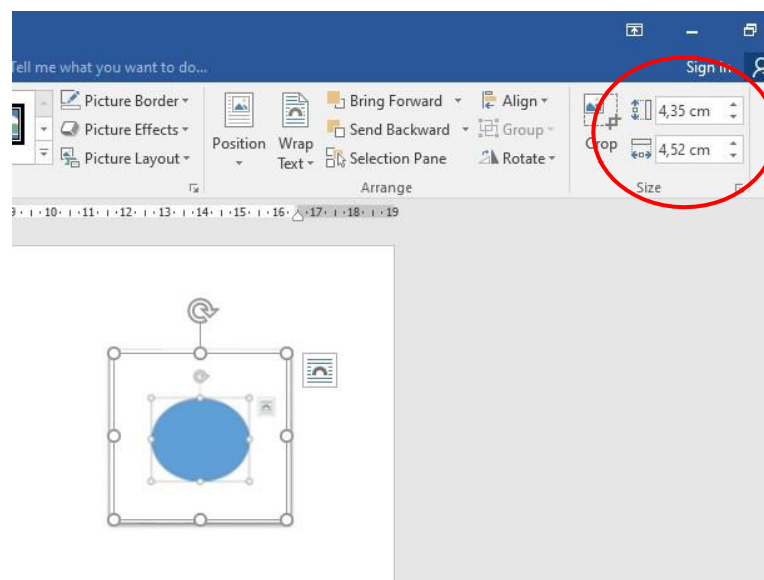 Tell me what you want to do...
Sign in
Picture Border
Picture Effects
Picture Layout
Position
Wrap
Text
Bring Forward
Send Backward
Selection Pane
Align
Group
Rotate
Arrange
Crop
4,35 cm
4,52 cm
Size
9 10 11 12 13 14 15 16 17 18 19